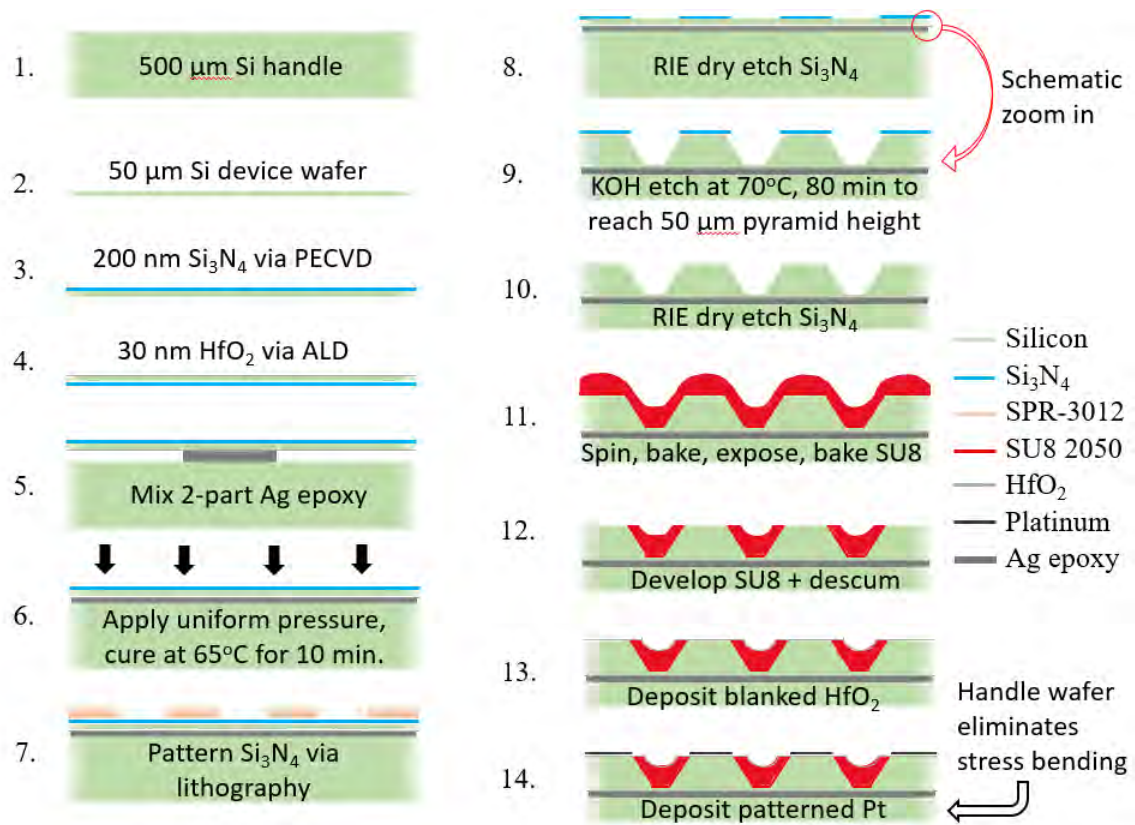 1.
500 μm Si handle
2.
50 μm Si device wafer
3.
200 nm Si₃N₄ via PECVD
4.
30 nm HfO₂ via ALD
5.
Mix 2-part Ag epoxy
6.
Apply uniform pressure,
cure at 65°C for 10 min.
7.
Pattern Si₃N₄ via
lithography
8.
RIE dry etch Si₃N₄
Schematic
zoom in
9.
KOH etch at 70°C, 80 min to
reach 50 μm pyramid height
10.
RIE dry etch Si₃N₄
11.
Spin, bake, expose, bake SU8
12.
Develop SU8 + descum
13.
Deposit blanked HfO₂
14.
Deposit patterned Pt
Silicon
Si₃N₄
SPR-3012
SU8 2050
HfO₂
Platinum
Ag epoxy
Handle wafer
eliminates
stress bending